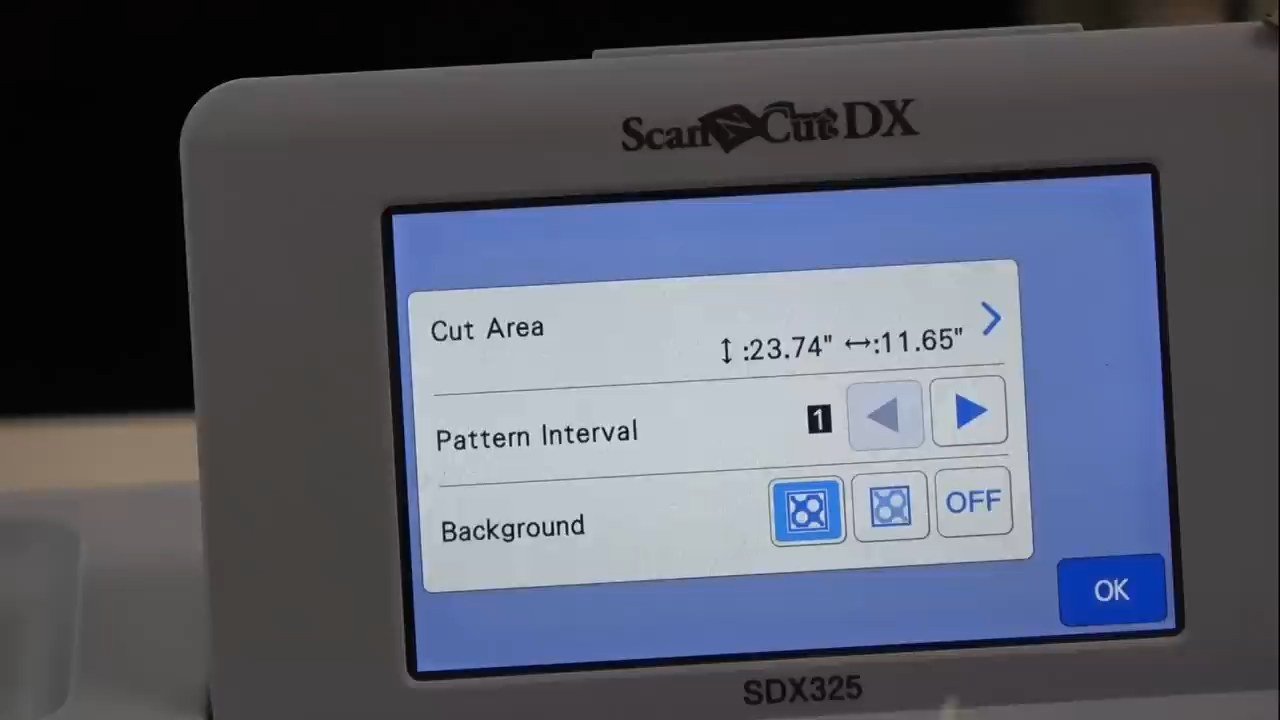 ScanNCut DX
Cut Area
↕:23.74" ↔:11.65"
Pattern Interval 1
Background OFF
OK
SDX325